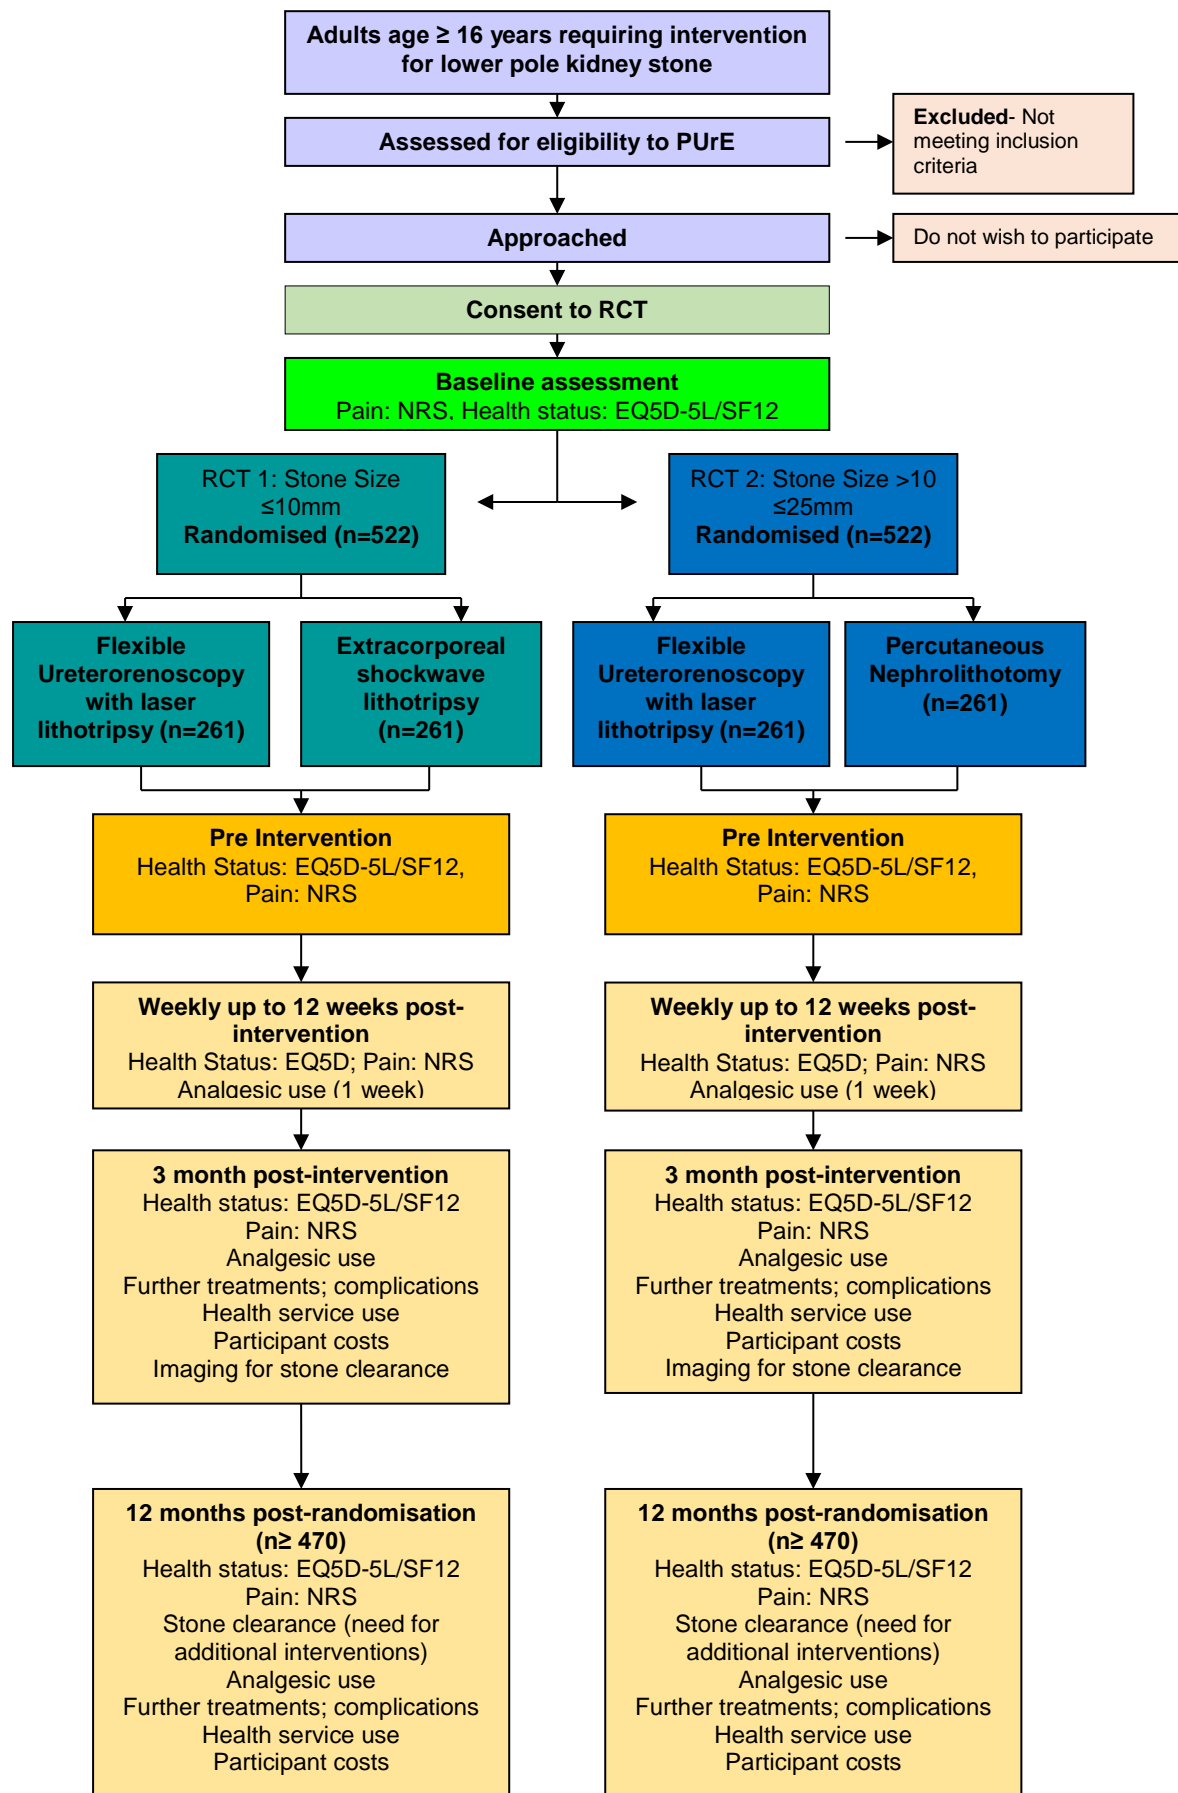 Adults age ≥ 16 years requiring intervention
for lower pole kidney stone
Assessed for eligibility to PUrE
Excluded- Not
meeting inclusion
criteria
Approached
Do not wish to participate
Consent to RCT
Baseline assessment
Pain: NRS. Health status: EQ5D-5L/SF12
RCT 1: Stone Size
≤10mm
Randomised (n=522)
RCT 2: Stone Size >10
≤25mm
Randomised (n=522)
Flexible
Ureterorenoscopy
with laser
lithotripsy (n=261)
Extracorporeal
shockwave
lithotripsy
(n=261)
Flexible
Ureterorenoscopy
with laser
lithotripsy (n=261)
Percutaneous
Nephrolithotomy
(n=261)
Pre Intervention
Health Status: EQ5D-5L/SF12,
Pain: NRS
Pre Intervention
Health Status: EQ5D-5L/SF12,
Pain: NRS
Weekly up to 12 weeks post-
intervention
Health Status: EQ5D; Pain: NRS
Analgesic use (1 week)
Weekly up to 12 weeks post-
intervention
Health Status: EQ5D; Pain: NRS
Analgesic use (1 week)
3 month post-intervention
Health status: EQ5D-5L/SF12
Pain: NRS
Analgesic use
Further treatments; complications
Health service use
Participant costs
Imaging for stone clearance
3 month post-intervention
Health status: EQ5D-5L/SF12
Pain: NRS
Analgesic use
Further treatments; complications
Health service use
Participant costs
Imaging for stone clearance
12 months post-randomisation
(n≥ 470)
Health status: EQ5D-5L/SF12
Pain: NRS
Stone clearance (need for
additional interventions)
Analgesic use
Further treatments; complications
Health service use
Participant costs
12 months post-randomisation
(n≥ 470)
Health status: EQ5D-5L/SF12
Pain: NRS
Stone clearance (need for
additional interventions)
Analgesic use
Further treatments; complications
Health service use
Participant costs